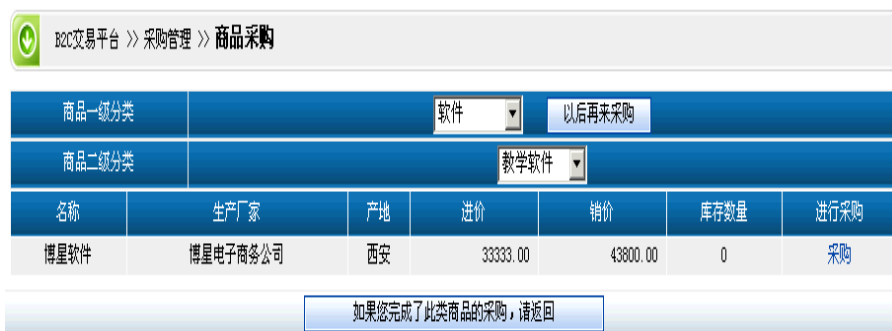 B2C交易平台 >> 采购管理 >> 商品采购
商品一级分类 软件 以后再来采购
商品二级分类 教学软件
名称 生产厂家 产地 进价 销价 库存数量 进行采购
博星软件 博星电子商务公司 西安 33333.00 43800.00 0 采购
如果您完成了此类商品的采购，请返回